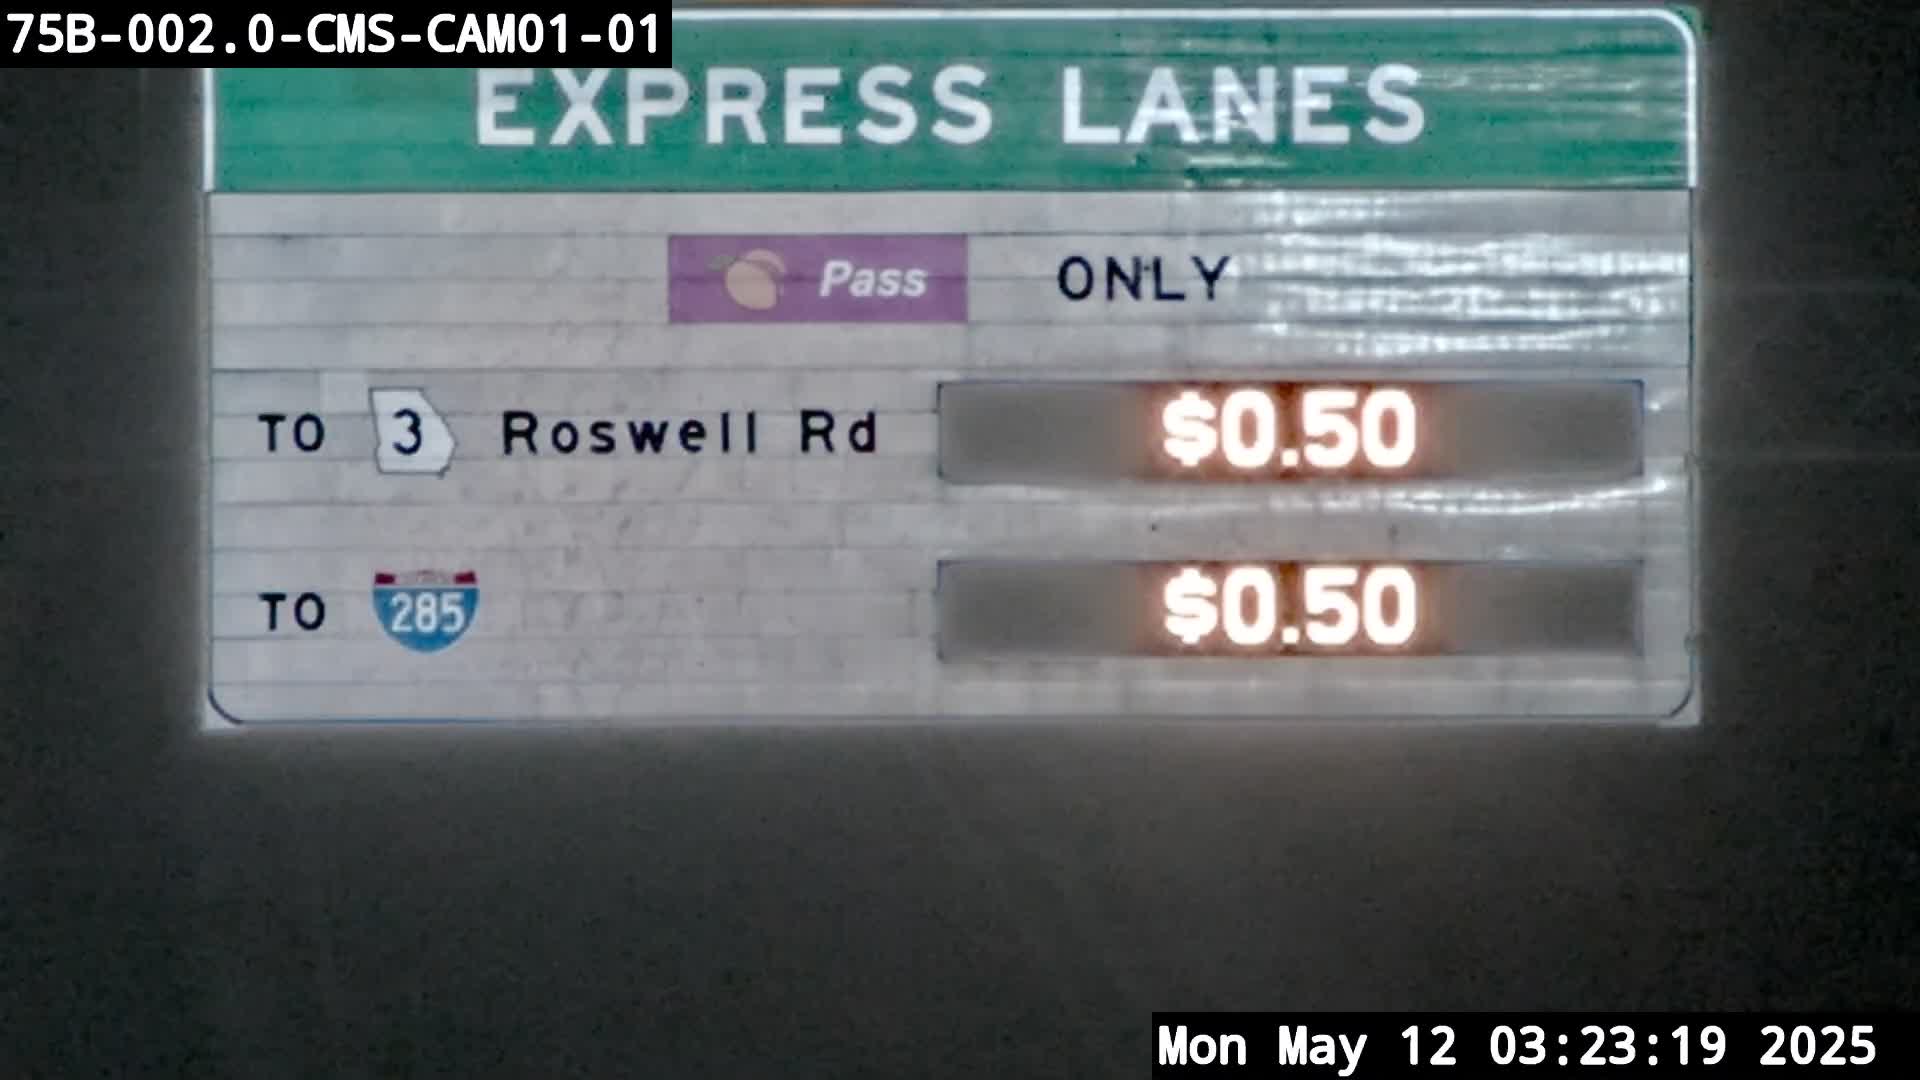 75B-002.0-CMS-CAM01-01
EXPRESS LANES
Pass ONLY
TO 3 Roswell Rd $0.50
TO 285 $0.50
Mon May 12 03:23:19 2025